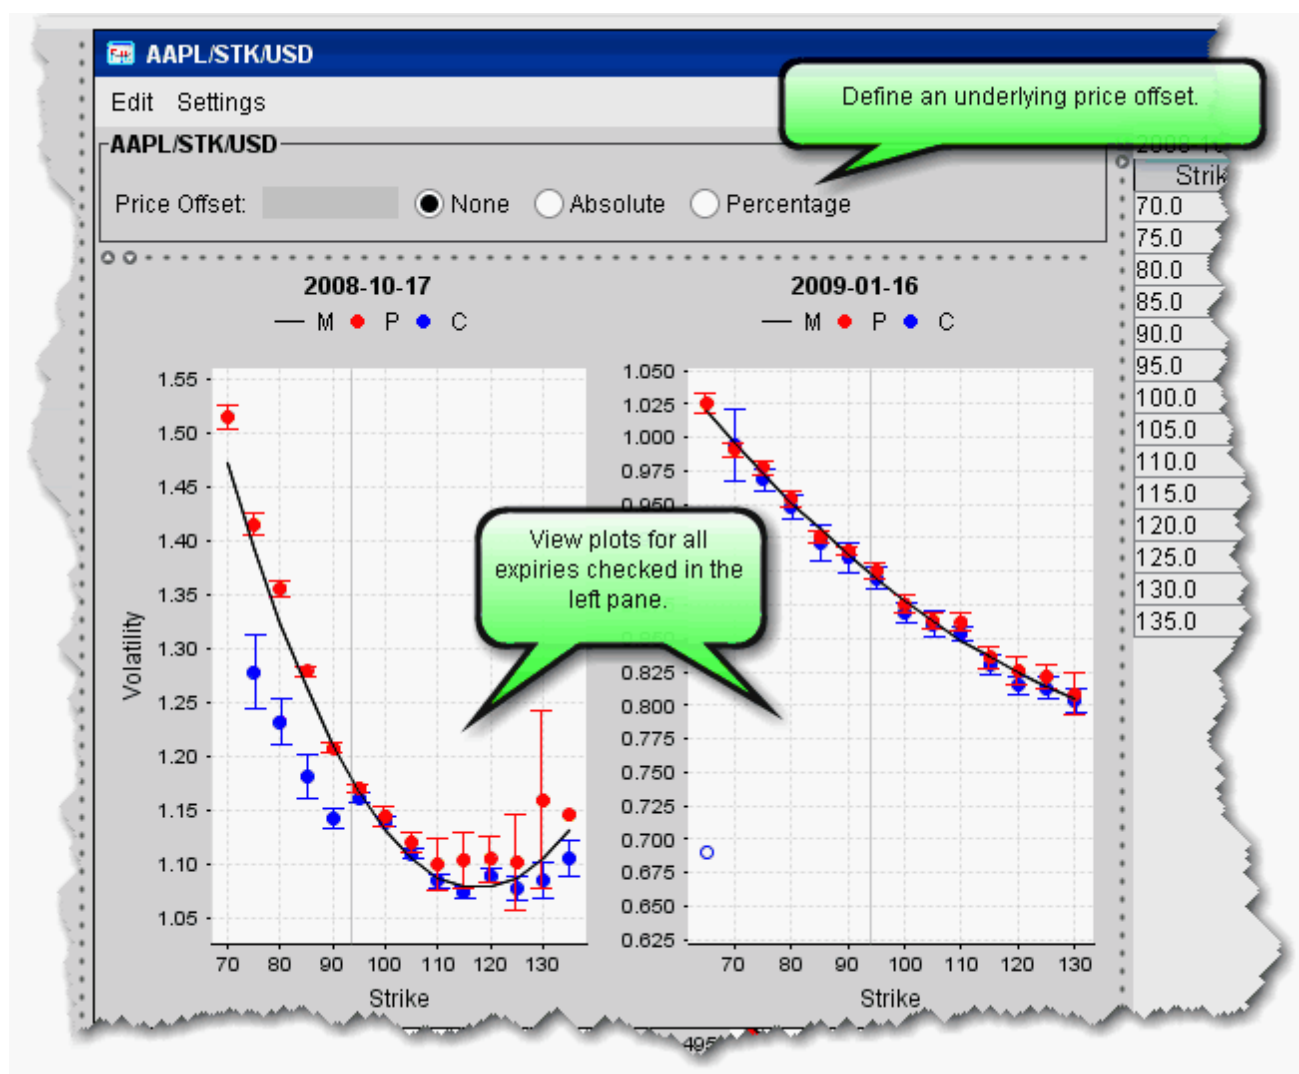 AAPL/STK/USD
Edit Settings
Define an underlying price offset.
AAPL/STK/USD
Price Offset: None Absolute Percentage
Strik
70.0
75.0
80.0
85.0
90.0
95.0
100.0
105.0
110.0
115.0
120.0
125.0
130.0
135.0
2008-10-17
M P C
1.55
1.50
1.45
1.40
1.35
1.30
1.25
1.20
1.15
1.10
1.05
Volatility
70 80 90 100 110 120 130
Strike
View plots for all
expiries checked in the
left pane.
2009-01-16
M P C
1.050
1.025
1.000
0.975
0.950
0.825
0.800
0.775
0.750
0.725
0.700
0.675
0.650
0.625
70 80 90 100 110 120 130
Strike
495